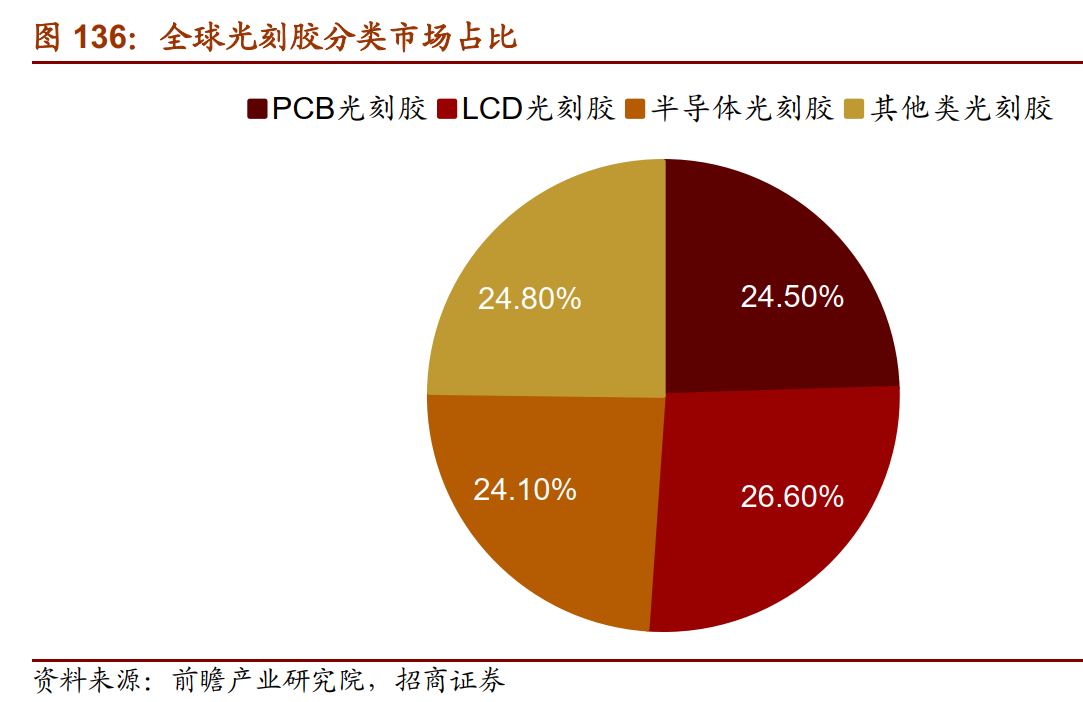 图 136：全球光刻胶分类市场占比
PCB光刻胶 LCD光刻胶 半导体光刻胶 其他类光刻胶
24.80% 24.50%
24.10% 26.60%
资料来源：前瞻产业研究院，招商证券